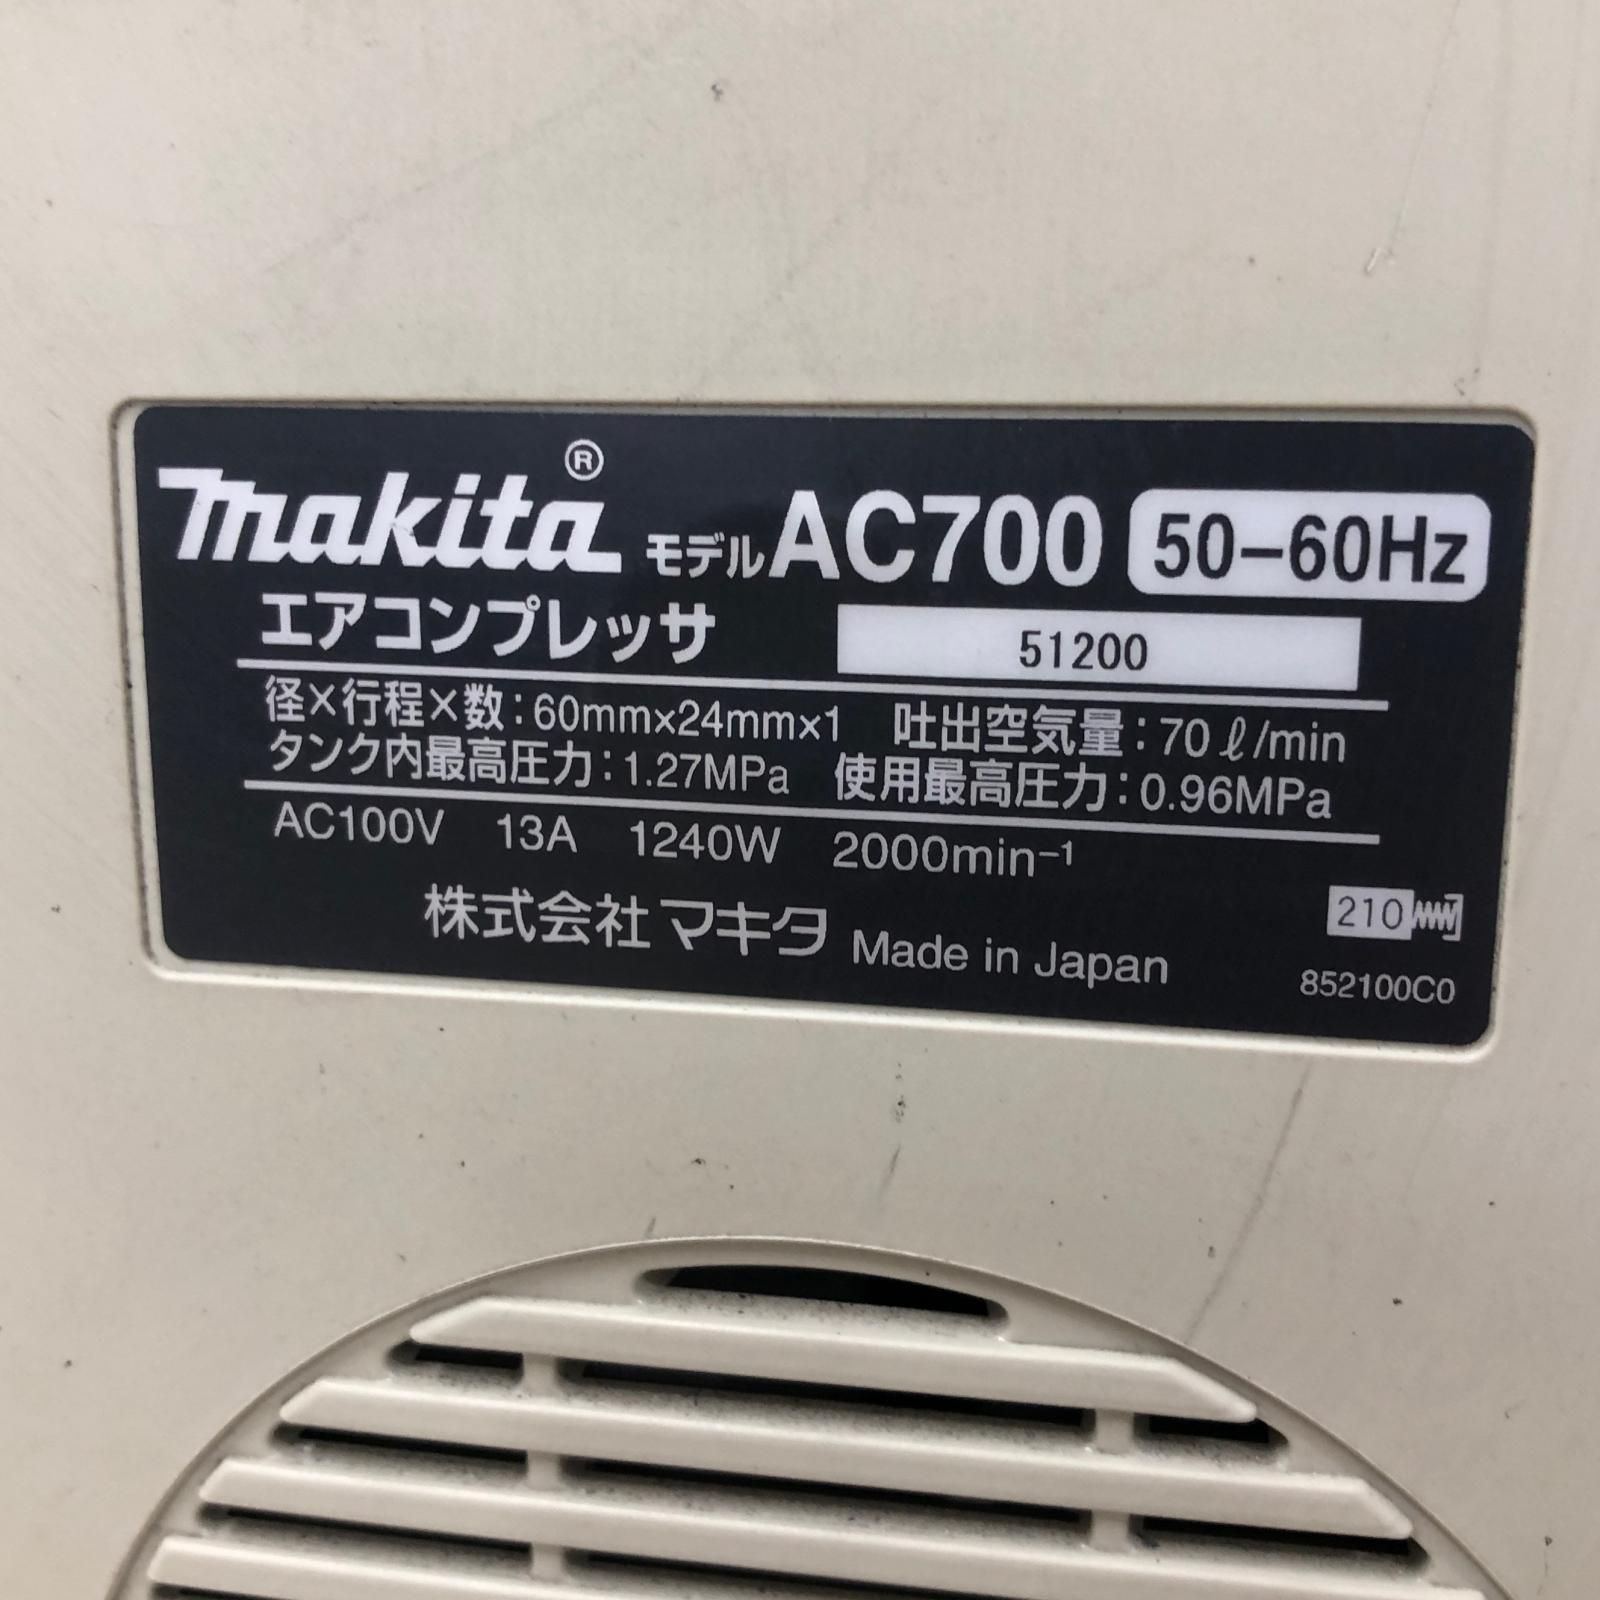 makita® モデル AC700 50-60Hz
エアコンプレッサ 51200
径×行程×数：60mm×24mm×1 吐出空気量：70ℓ/min
タンク内最高圧力：1.27MPa 使用最高圧力：0.96MPa
AC100V 13A 1240W 2000min⁻¹
株式会社マキタ Made in Japan 210
852100C0